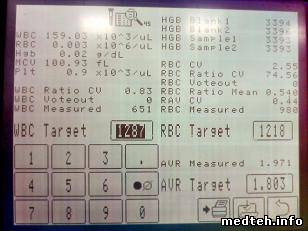 45
WBC 159.03 x10^3/uL
RBC 0.003 x10^6/uL
Hgb 0.02 g/dL
MCV 100.93 fL
Plt 0.9 x10^3/uL
WBC Ratio CV 0.83
WBC Voteout 0
WBC Measured 651
WBC Target 1287
HGB Blank1 3394
HGB Blank2 3396
HGB Sample1 3393
HGB Sample2 3393
RBC CV 2.55
RBC Ratio CV 74.56
RBC Voteout 0
RBC Ratio Mean 0.540
RAV CV 0.44
RBC Measured 980
RBC Target 1218
AVR Measured 1.971
AVR Target 1.803
1 2 3 .
4 5 6
7 8 9 0
medteh.info